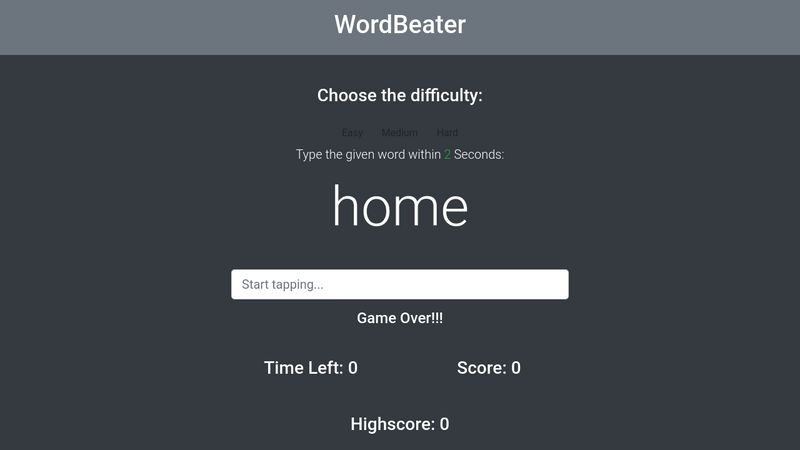 WordBeater
Choose the difficulty:
Easy Medium Hard
Type the given word within 2 Seconds:
home
Start tapping...
Game Over!!!
Time Left: 0 Score: 0
Highscore: 0